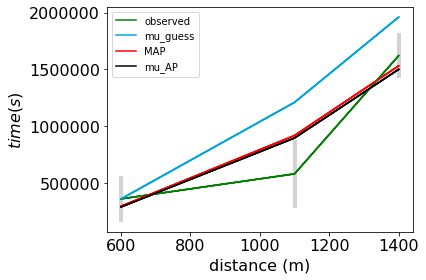 2000000
1500000
1000000
500000
time(s)
observed
mu_guess
MAP
mu_AP
600
800
1000
1200
1400
distance (m)